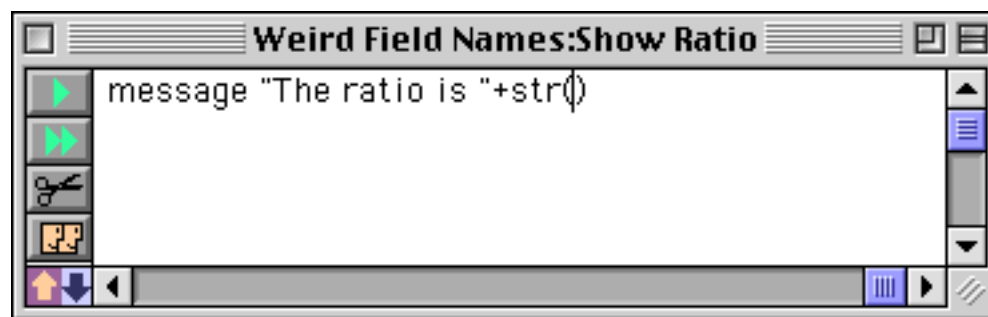 Weird Field Names:Show Ratio
message "The ratio is "+str()